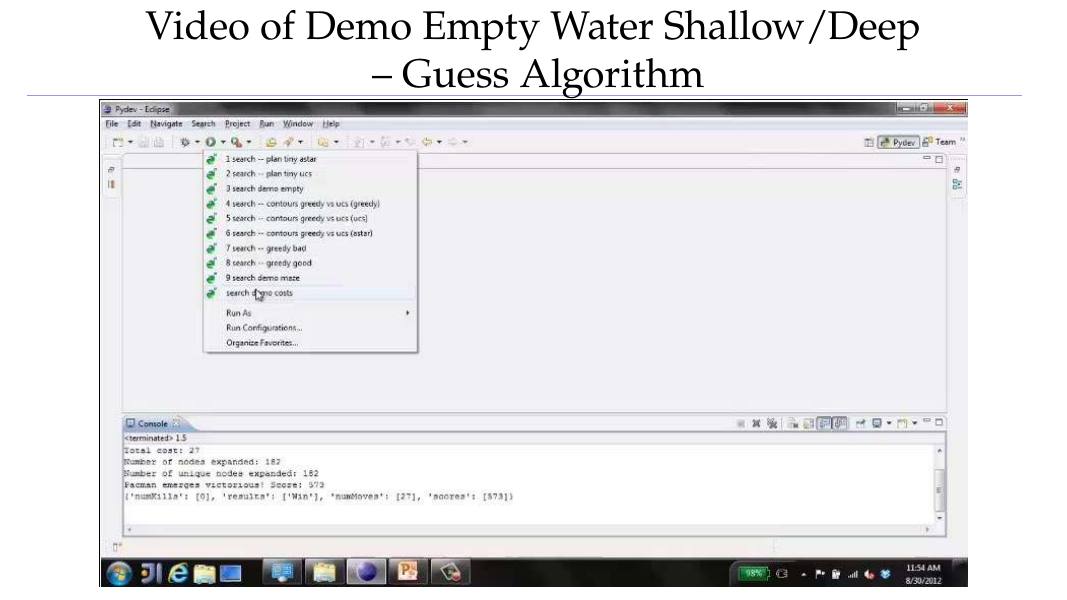 Video of Demo Empty Water Shallow/Deep
– Guess Algorithm
Pydev - Eclipse
File Edit Navigate Search Project Run Window Help
Pydev Team
1 search -- plan tiny astar
2 search -- plan tiny ucs
3 search demo empty
4 search -- contours greedy vs ucs (greedy)
5 search -- contours greedy vs ucs (ucs)
6 search -- contours greedy vs ucs (astar)
7 search -- greedy bad
8 search -- greedy good
9 search demo maze
search demo costs
Run As
Run Configurations...
Organize Favorites...
Console
<terminated> 1.5
Total cost: 27
Number of nodes expanded: 182
Number of unique nodes expanded: 182
Pacman emerges victorious! Score: 573
{'numKills': [0], 'results': ['Win'], 'numMoves': [27], 'scores': [573]}
98%
11:54 AM
8/30/2012